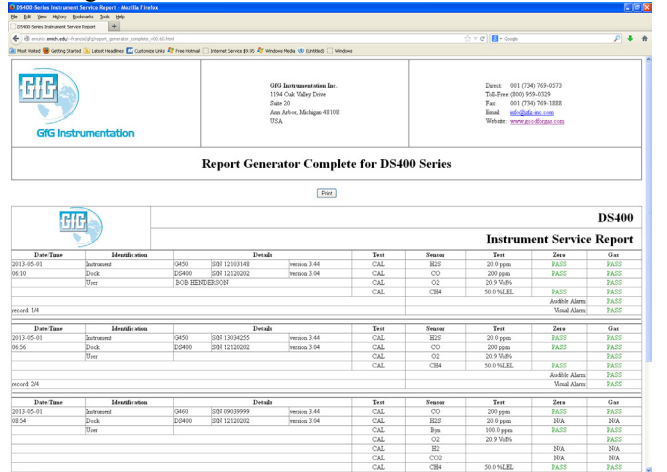 DS400-Series Instrument Service Report - Mozilla Firefox
File Edit View History Bookmarks Tools Help
DS400-Series Instrument Service Report +
Google
Most Visited Getting Started Latest Headlines Customize Links Free Hotmail Internet Service $9.95 Windows Media (Untitled) Windows
GfG
GfG Instrumentation
GfG Instrumentation Inc.
1194 Oak Valley Drive
Suite 20
Ann Arbor, Michigan 48108
USA
Direct: 001 (734) 769-0573
Toll-Free (800) 959-0329
Fax: 001 (734) 769-1888
Email: info@gfg-inc.com
Website: www.goodforgas.com
Report Generator Complete for DS400 Series
Print
GfG
DS400
Instrument Service Report
Date/Time Identification Details Test Sensor Test Zero Gas
2013-05-01 Instrument G450 S(N) 12103148 version 3.44 CAL H2S 20.0 ppm PASS PASS
06:10 Dock DS400 S(N) 12120202 version 3.04 CAL CO 200 ppm PASS PASS
User BOB HENDERSON CAL O2 20.9 Vol% PASS
CAL CH4 50.0 %LEL PASS PASS
Audible Alarm: PASS
record 1/4 Visual Alarm: PASS
Date/Time Identification Details Test Sensor Test Zero Gas
2013-05-01 Instrument G450 S(N) 13034255 version 3.44 CAL H2S 20.0 ppm PASS PASS
06:56 Dock DS400 S(N) 12120202 version 3.04 CAL CO 200 ppm PASS PASS
User CAL O2 20.9 Vol% PASS
CAL CH4 50.0 %LEL PASS PASS
Audible Alarm: PASS
record 2/4 Visual Alarm: PASS
Date/Time Identification Details Test Sensor Test Zero Gas
2013-05-01 Instrument G460 S(N) 09039999 version 3.44 CAL CO 200 ppm PASS PASS
08:54 Dock DS400 S(N) 12120202 version 3.04 CAL H2S 20.0 ppm N/A N/A
User CAL 100.0 ppm PASS PASS
CAL O2 20.9 Vol% PASS
CAL H2 N/A N/A
CAL CO2 N/A N/A
CAL CH4 50.0 %LEL PASS PASS